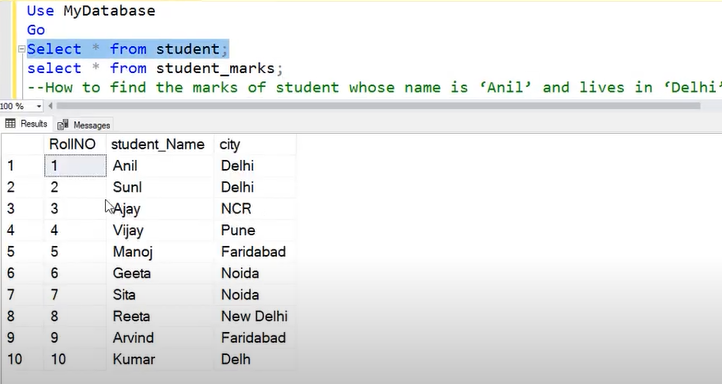 Use MyDatabase
Go
Select * from student;
select * from student_marks;
--How to find the marks of student whose name is ‘Anil’ and lives in ‘Delhi’
100 %
Results Messages
RollNO student_Name city
1 1 Anil Delhi
2 2 Sunl Delhi
3 3 Ajay NCR
4 4 Vijay Pune
5 5 Manoj Faridabad
6 6 Geeta Noida
7 7 Sita Noida
8 8 Reeta New Delhi
9 9 Arvind Faridabad
10 10 Kumar Delh